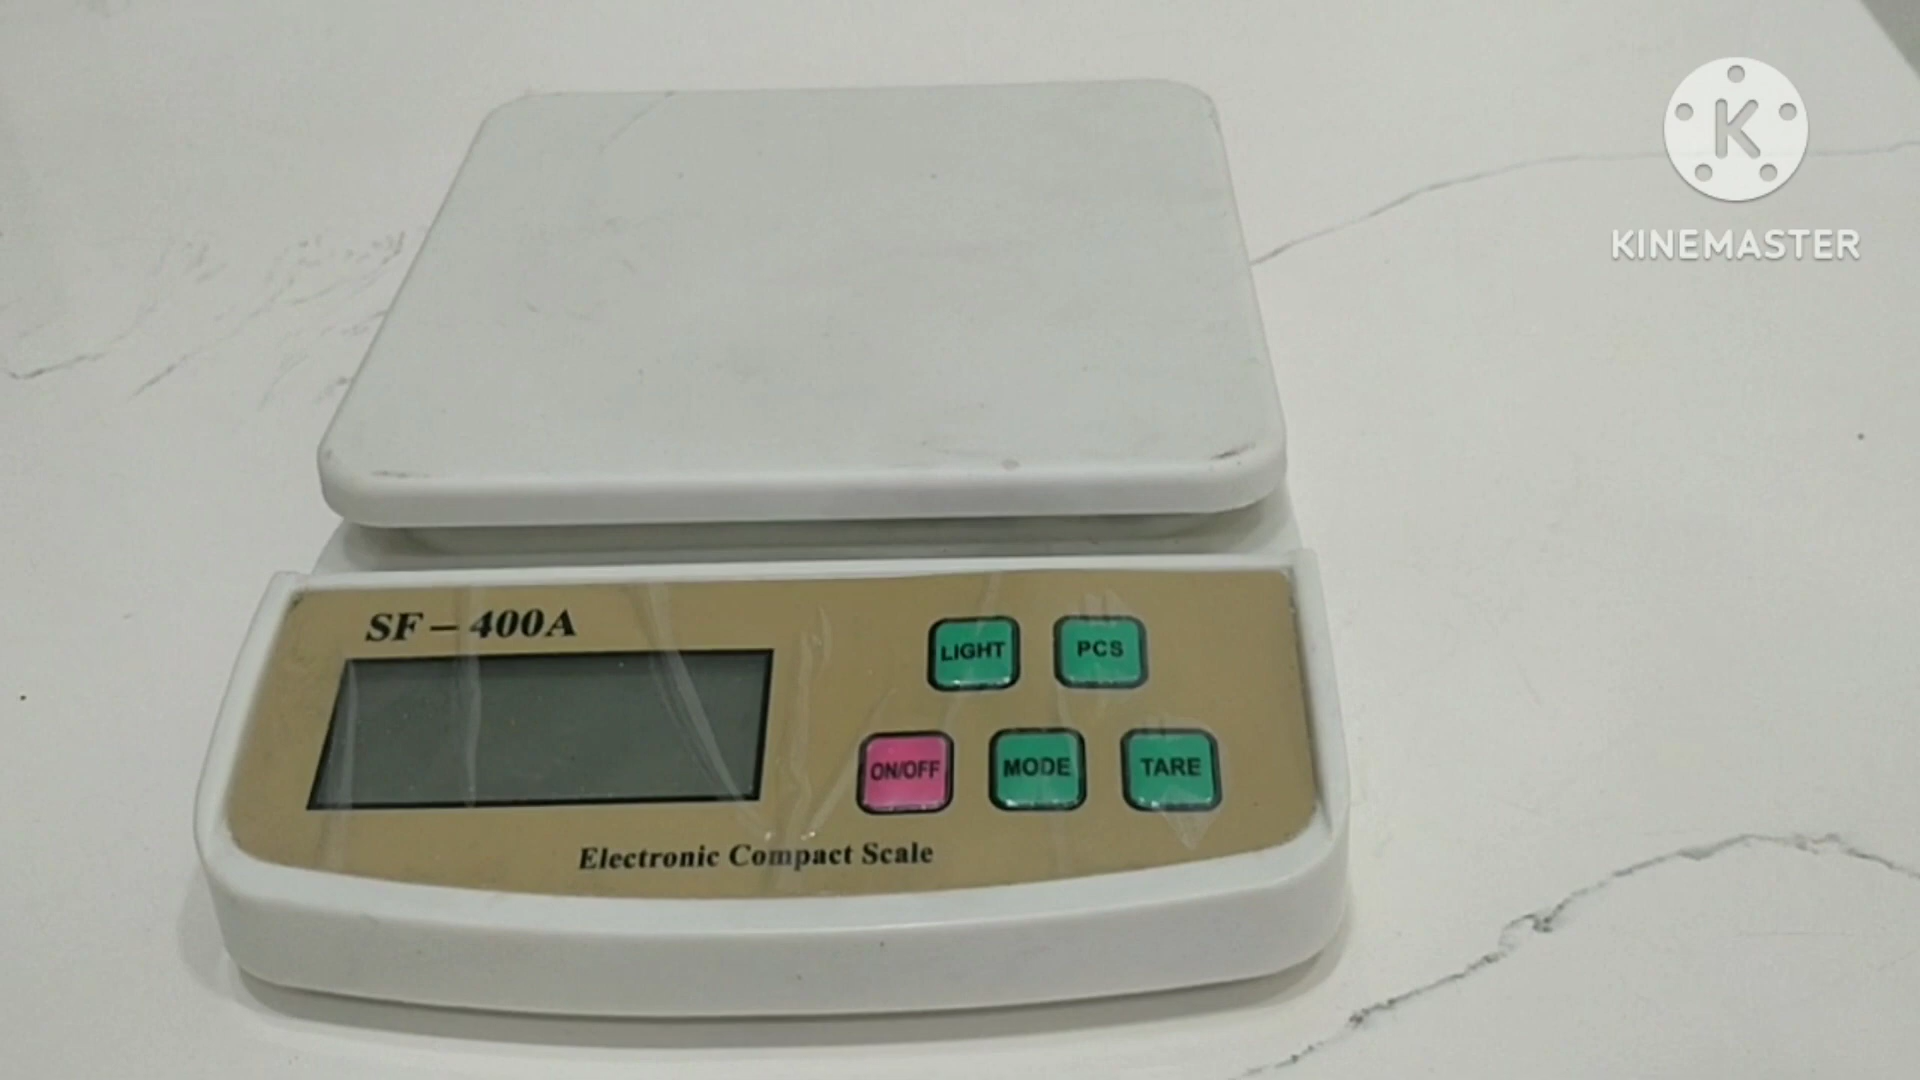 K
KINEMASTER
SF – 400A
LIGHT
PCS
ON/OFF
MODE
TARE
Electronic Compact Scale